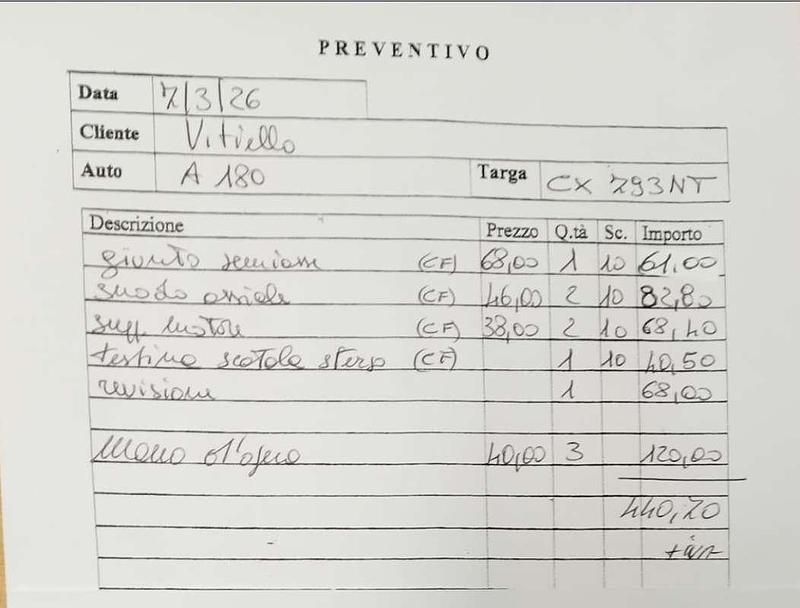 PREVENTIVO
Data 7/3/26
Cliente Vitiello
Auto A 180 Targa CX 793NT
Descrizione Prezzo Q.tà Sc. Importo
giunto semiasse (CF) 68,00 1 10 61,00
snodo assiale (CF) 46,00 2 10 82,80
supp. motore (CF) 38,00 2 10 68,40
testina scatola sterzo (CF) 1 10 40,50
revisione 1 68,00
Mano d'opera 40,00 3 120,00
440,70
+iva